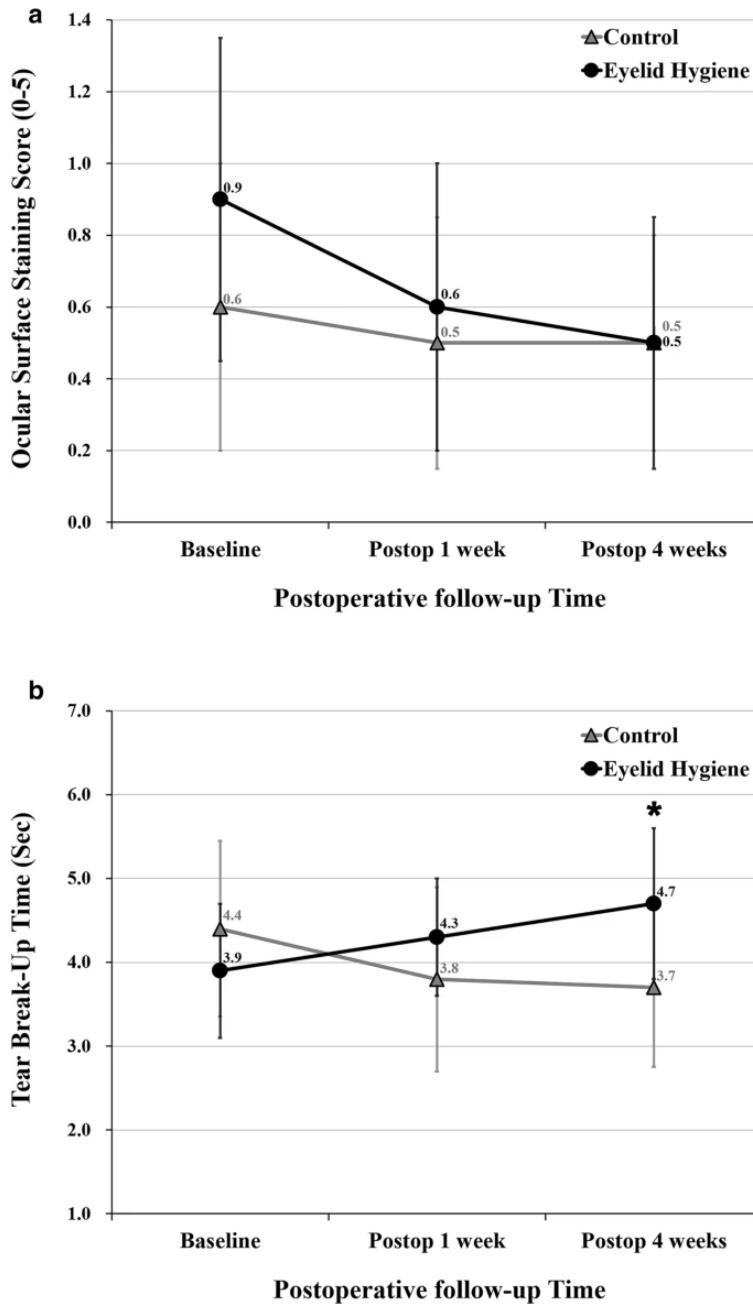 a
Control
Eyelid Hygiene
Ocular Surface Staining Score (0-5)
1.4
1.2
1.0
0.8
0.6
0.4
0.2
0.0
0.9
0.6
0.6
0.5
0.5
0.5
Baseline
Postop 1 week
Postop 4 weeks
Postoperative follow-up Time
b
Control
Eyelid Hygiene
Tear Break-Up Time (Sec)
7.0
6.0
5.0
4.0
3.0
2.0
1.0
*
4.4
3.9
4.3
3.8
4.7
3.7
Baseline
Postop 1 week
Postop 4 weeks
Postoperative follow-up Time